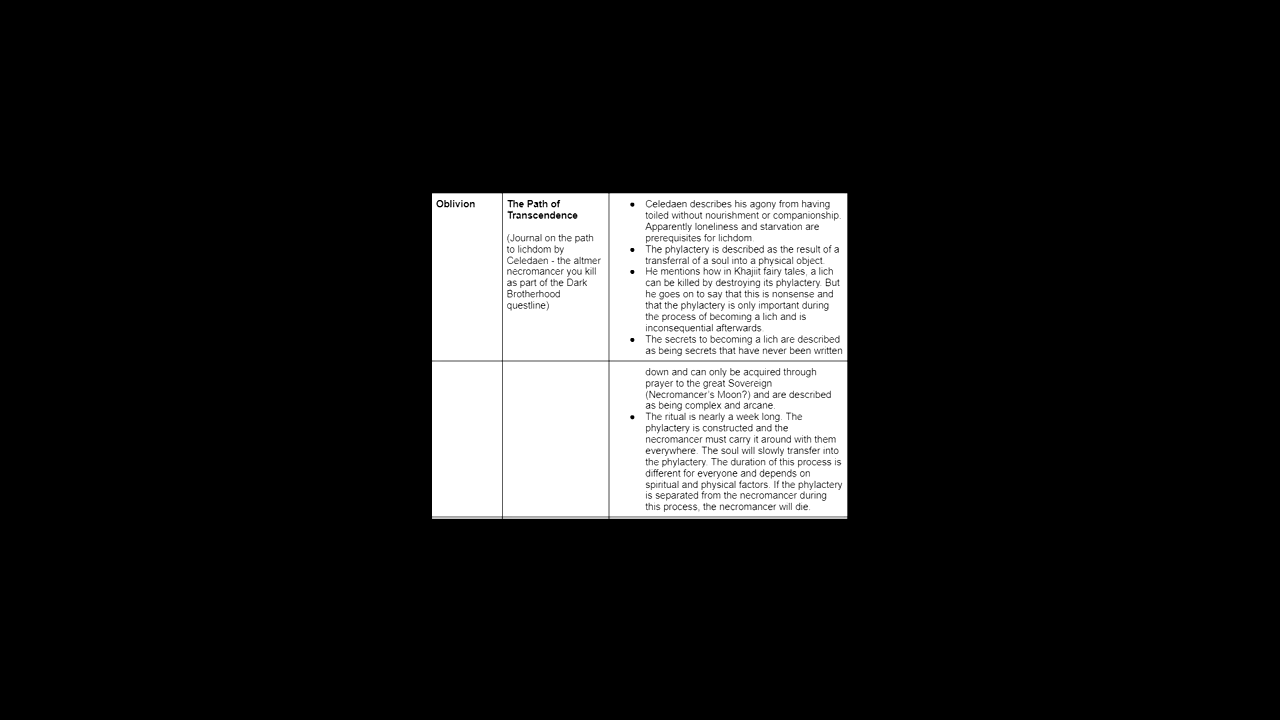 Oblivion
The Path of
Transcendence
(Journal on the path
to lichdom by
Celedaen - the altmer
necromancer you kill
as part of the Dark
Brotherhood
questline)
● Celedaen describes his agony from having
toiled without nourishment or companionship.
Apparently loneliness and starvation are
prerequisites for lichdom.
● The phylactery is described as the result of a
transferral of a soul into a physical object.
● He mentions how in Khajiit fairy tales, a lich
can be killed by destroying its phylactery. But
he goes on to say that this is nonsense and
that the phylactery is only important during
the process of becoming a lich and is
inconsequential afterwards.
● The secrets to becoming a lich are described
as being secrets that have never been written
down and can only be acquired through
prayer to the great Sovereign
(Necromancer's Moon?) and are described
as being complex and arcane.
● The ritual is nearly a week long. The
phylactery is constructed and the
necromancer must carry it around with them
everywhere. The soul will slowly transfer into
the phylactery. The duration of this process is
different for everyone and depends on
spiritual and physical factors. If the phylactery
is separated from the necromancer during
this process, the necromancer will die.